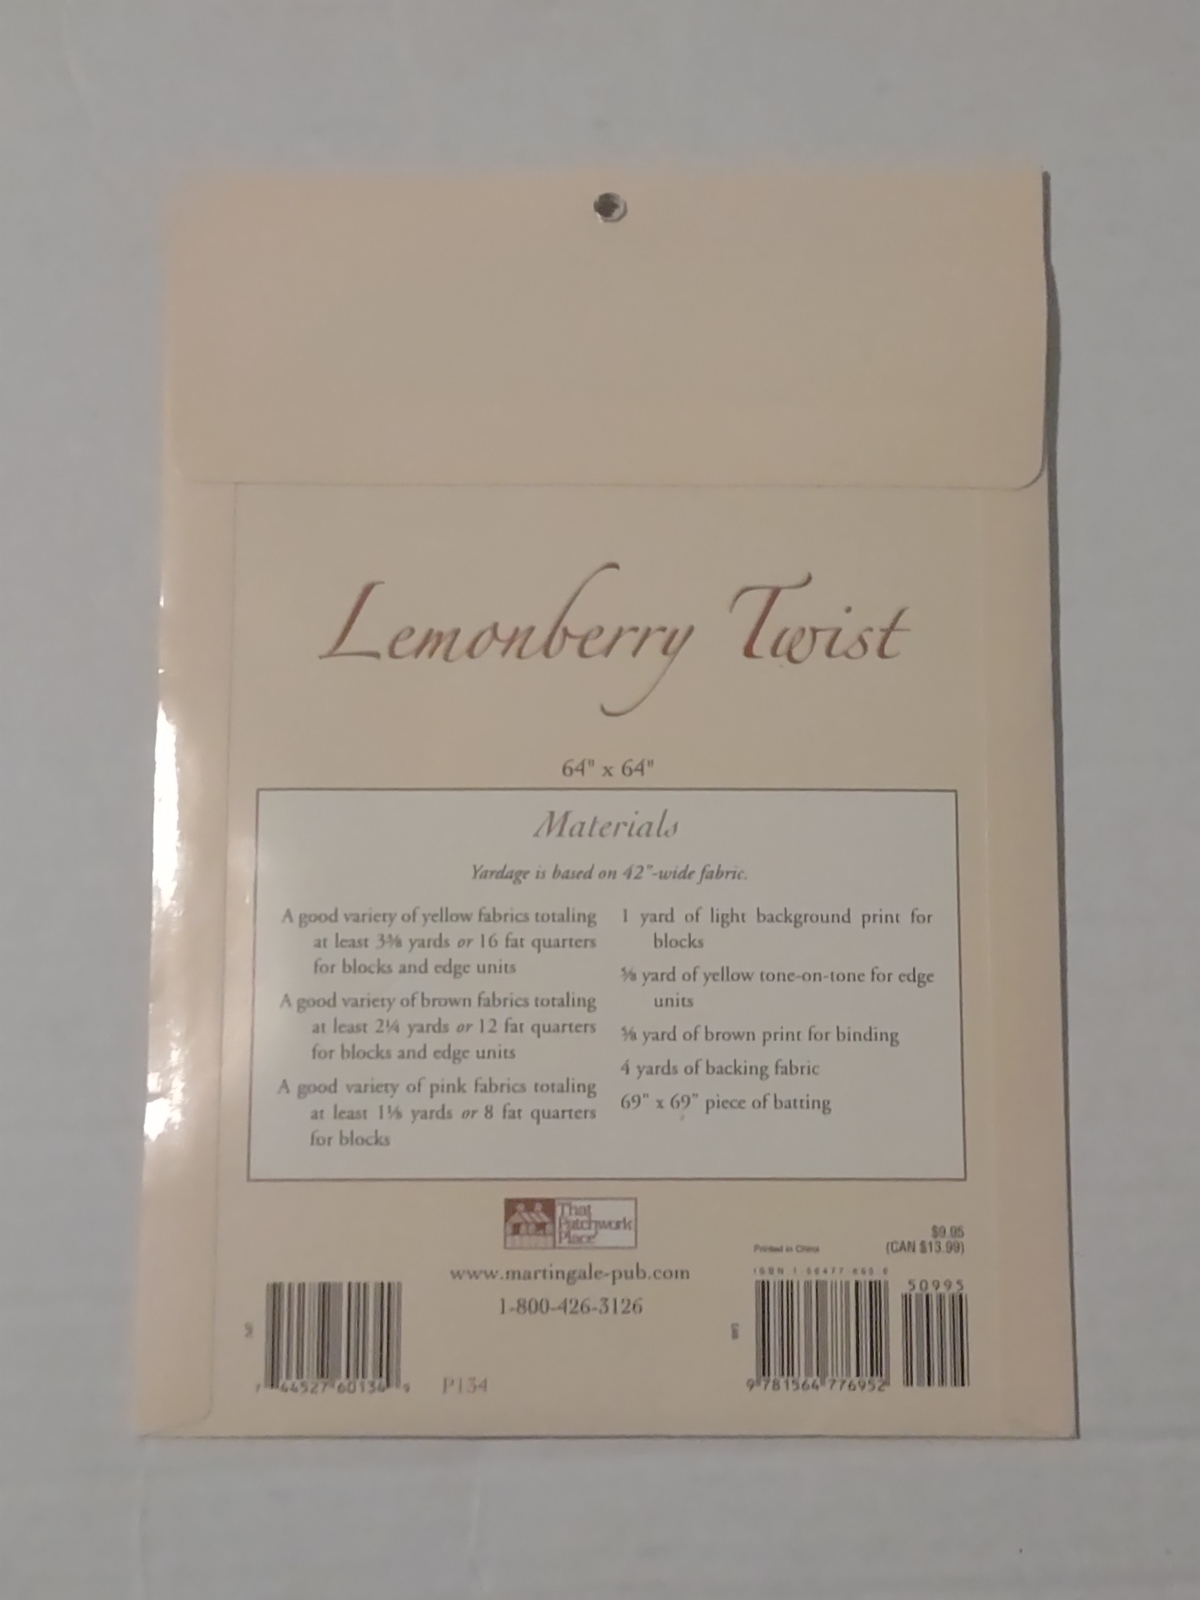 Lemonberry Twist
64" x 64"
Materials
Yardage is based on 42"-wide fabric.
A good variety of yellow fabrics totaling
at least 3⅜ yards or 16 fat quarters
for blocks and edge units
A good variety of brown fabrics totaling
at least 2¼ yards or 12 fat quarters
for blocks and edge units
A good variety of pink fabrics totaling
at least 1⅛ yards or 8 fat quarters
for blocks
1 yard of light background print for
blocks
⅝ yard of yellow tone-on-tone for edge
units
⅝ yard of brown print for binding
4 yards of backing fabric
69" x 69" piece of batting
That
Patchwork
Place
www.martingale-pub.com
1-800-426-3126
P134
7 44527 60134 9
Printed in China
$9.95
(CAN $13.99)
50995
9 781564 776952